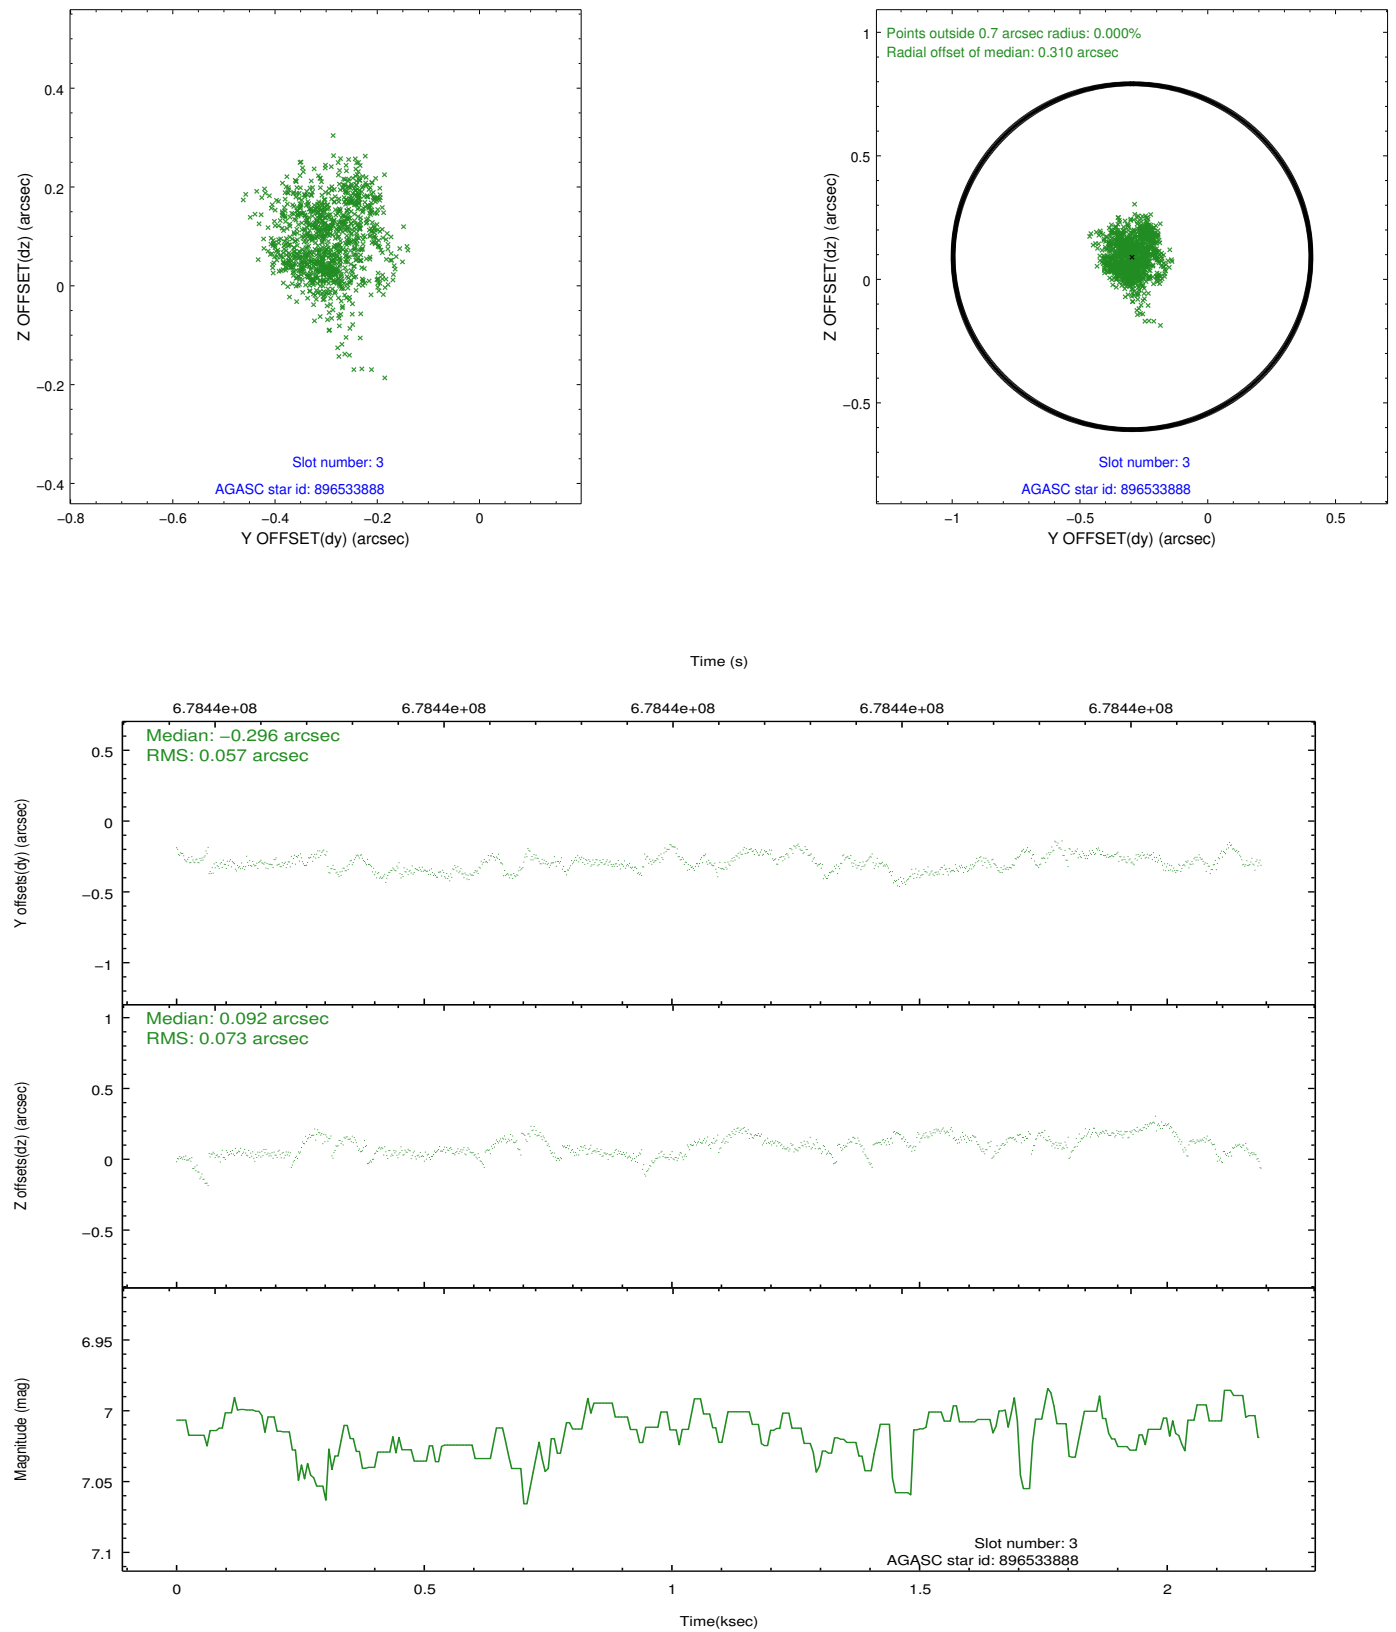 0.4
0.2
0
−0.2
−0.4
Z OFFSET(dz) (arcsec)
Slot number: 3
AGASC star id: 896533888
−0.8
−0.6
−0.4
−0.2
0
Y OFFSET(dy) (arcsec)
Points outside 0.7 arcsec radius: 0.000%
Radial offset of median: 0.310 arcsec
1
0.5
0
−0.5
Z OFFSET(dz) (arcsec)
Slot number: 3
AGASC star id: 896533888
−1
−0.5
0
0.5
Y OFFSET(dy) (arcsec)
Time (s)
6.7844e+08
6.7844e+08
6.7844e+08
6.7844e+08
6.7844e+08
Median: −0.296 arcsec
RMS: 0.057 arcsec
0.5
0
−0.5
−1
Y offsets(dy) (arcsec)
Median: 0.092 arcsec
RMS: 0.073 arcsec
1
0.5
0
−0.5
Z offsets(dz) (arcsec)
6.95
7
7.05
7.1
Magnitude (mag)
Slot number: 3
AGASC star id: 896533888
0
0.5
1
1.5
2
Time(ksec)